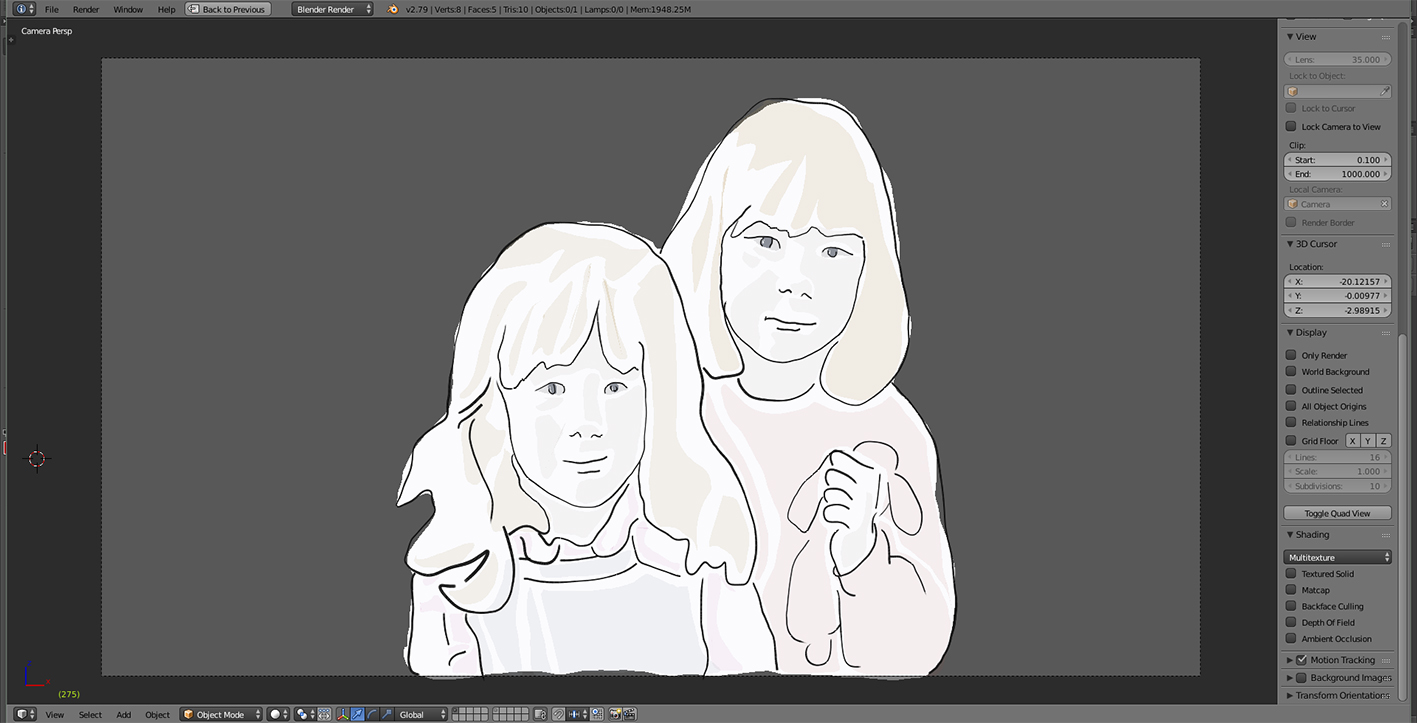 File Render Window Help Back to Previous Blender Render v2.79 | Verts:8 | Faces:5 | Tris:10 | Objects:0/1 | Lamps:0/0 | Mem:1948.25M
Camera Persp
View
Lens: 35.000
Lock to Object:
Lock to Cursor
Lock Camera to View
Clip:
Start: 0.100
End: 1000.000
Local Camera:
Camera
Render Border
3D Cursor
Location:
X: -20.12157
Y: -0.00977
Z: -2.98915
Display
Only Render
World Background
Outline Selected
All Object Origins
Relationship Lines
Grid Floor X Y Z
Lines: 16
Scale: 1.000
Subdivisions: 10
Toggle Quad View
Shading
Multitexture
Textured Solid
Matcap
Backface Culling
Depth Of Field
Ambient Occlusion
Motion Tracking
Background Images
Transform Orientations
(275)
View Select Add Object Object Mode Global